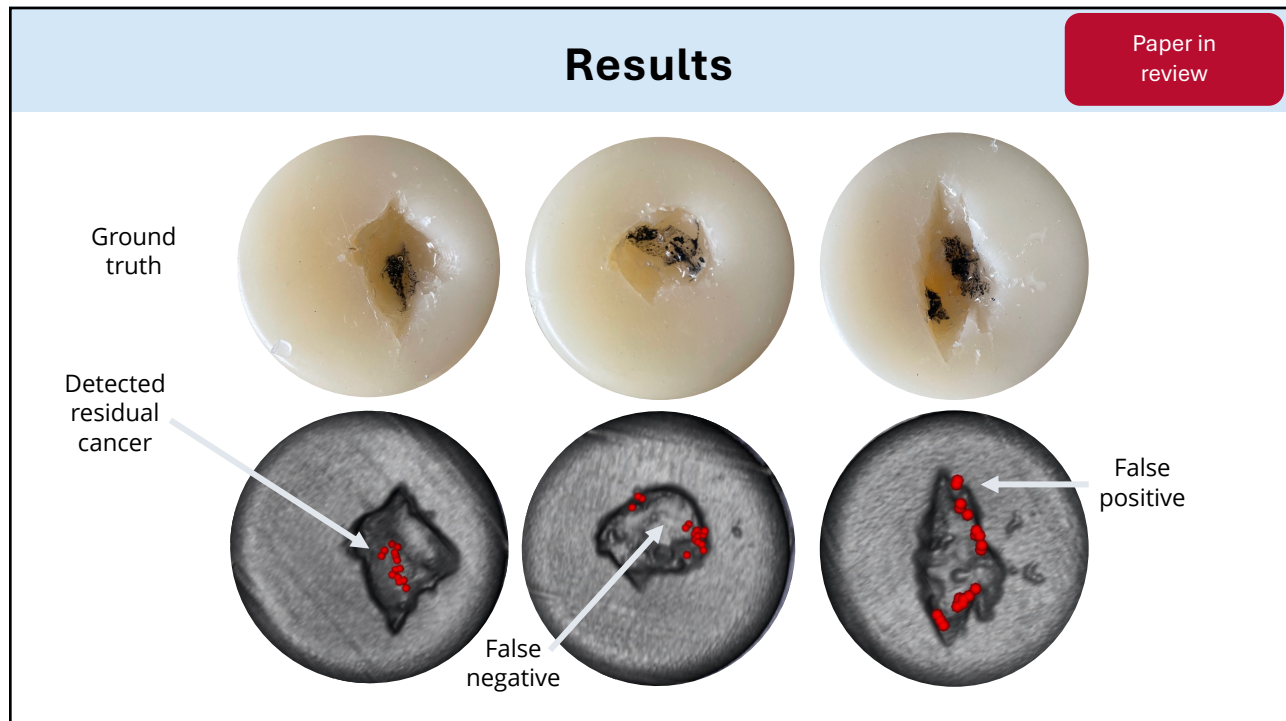 Results
Paper in
review
Ground
truth
Detected
residual
cancer
False
positive
False
negative